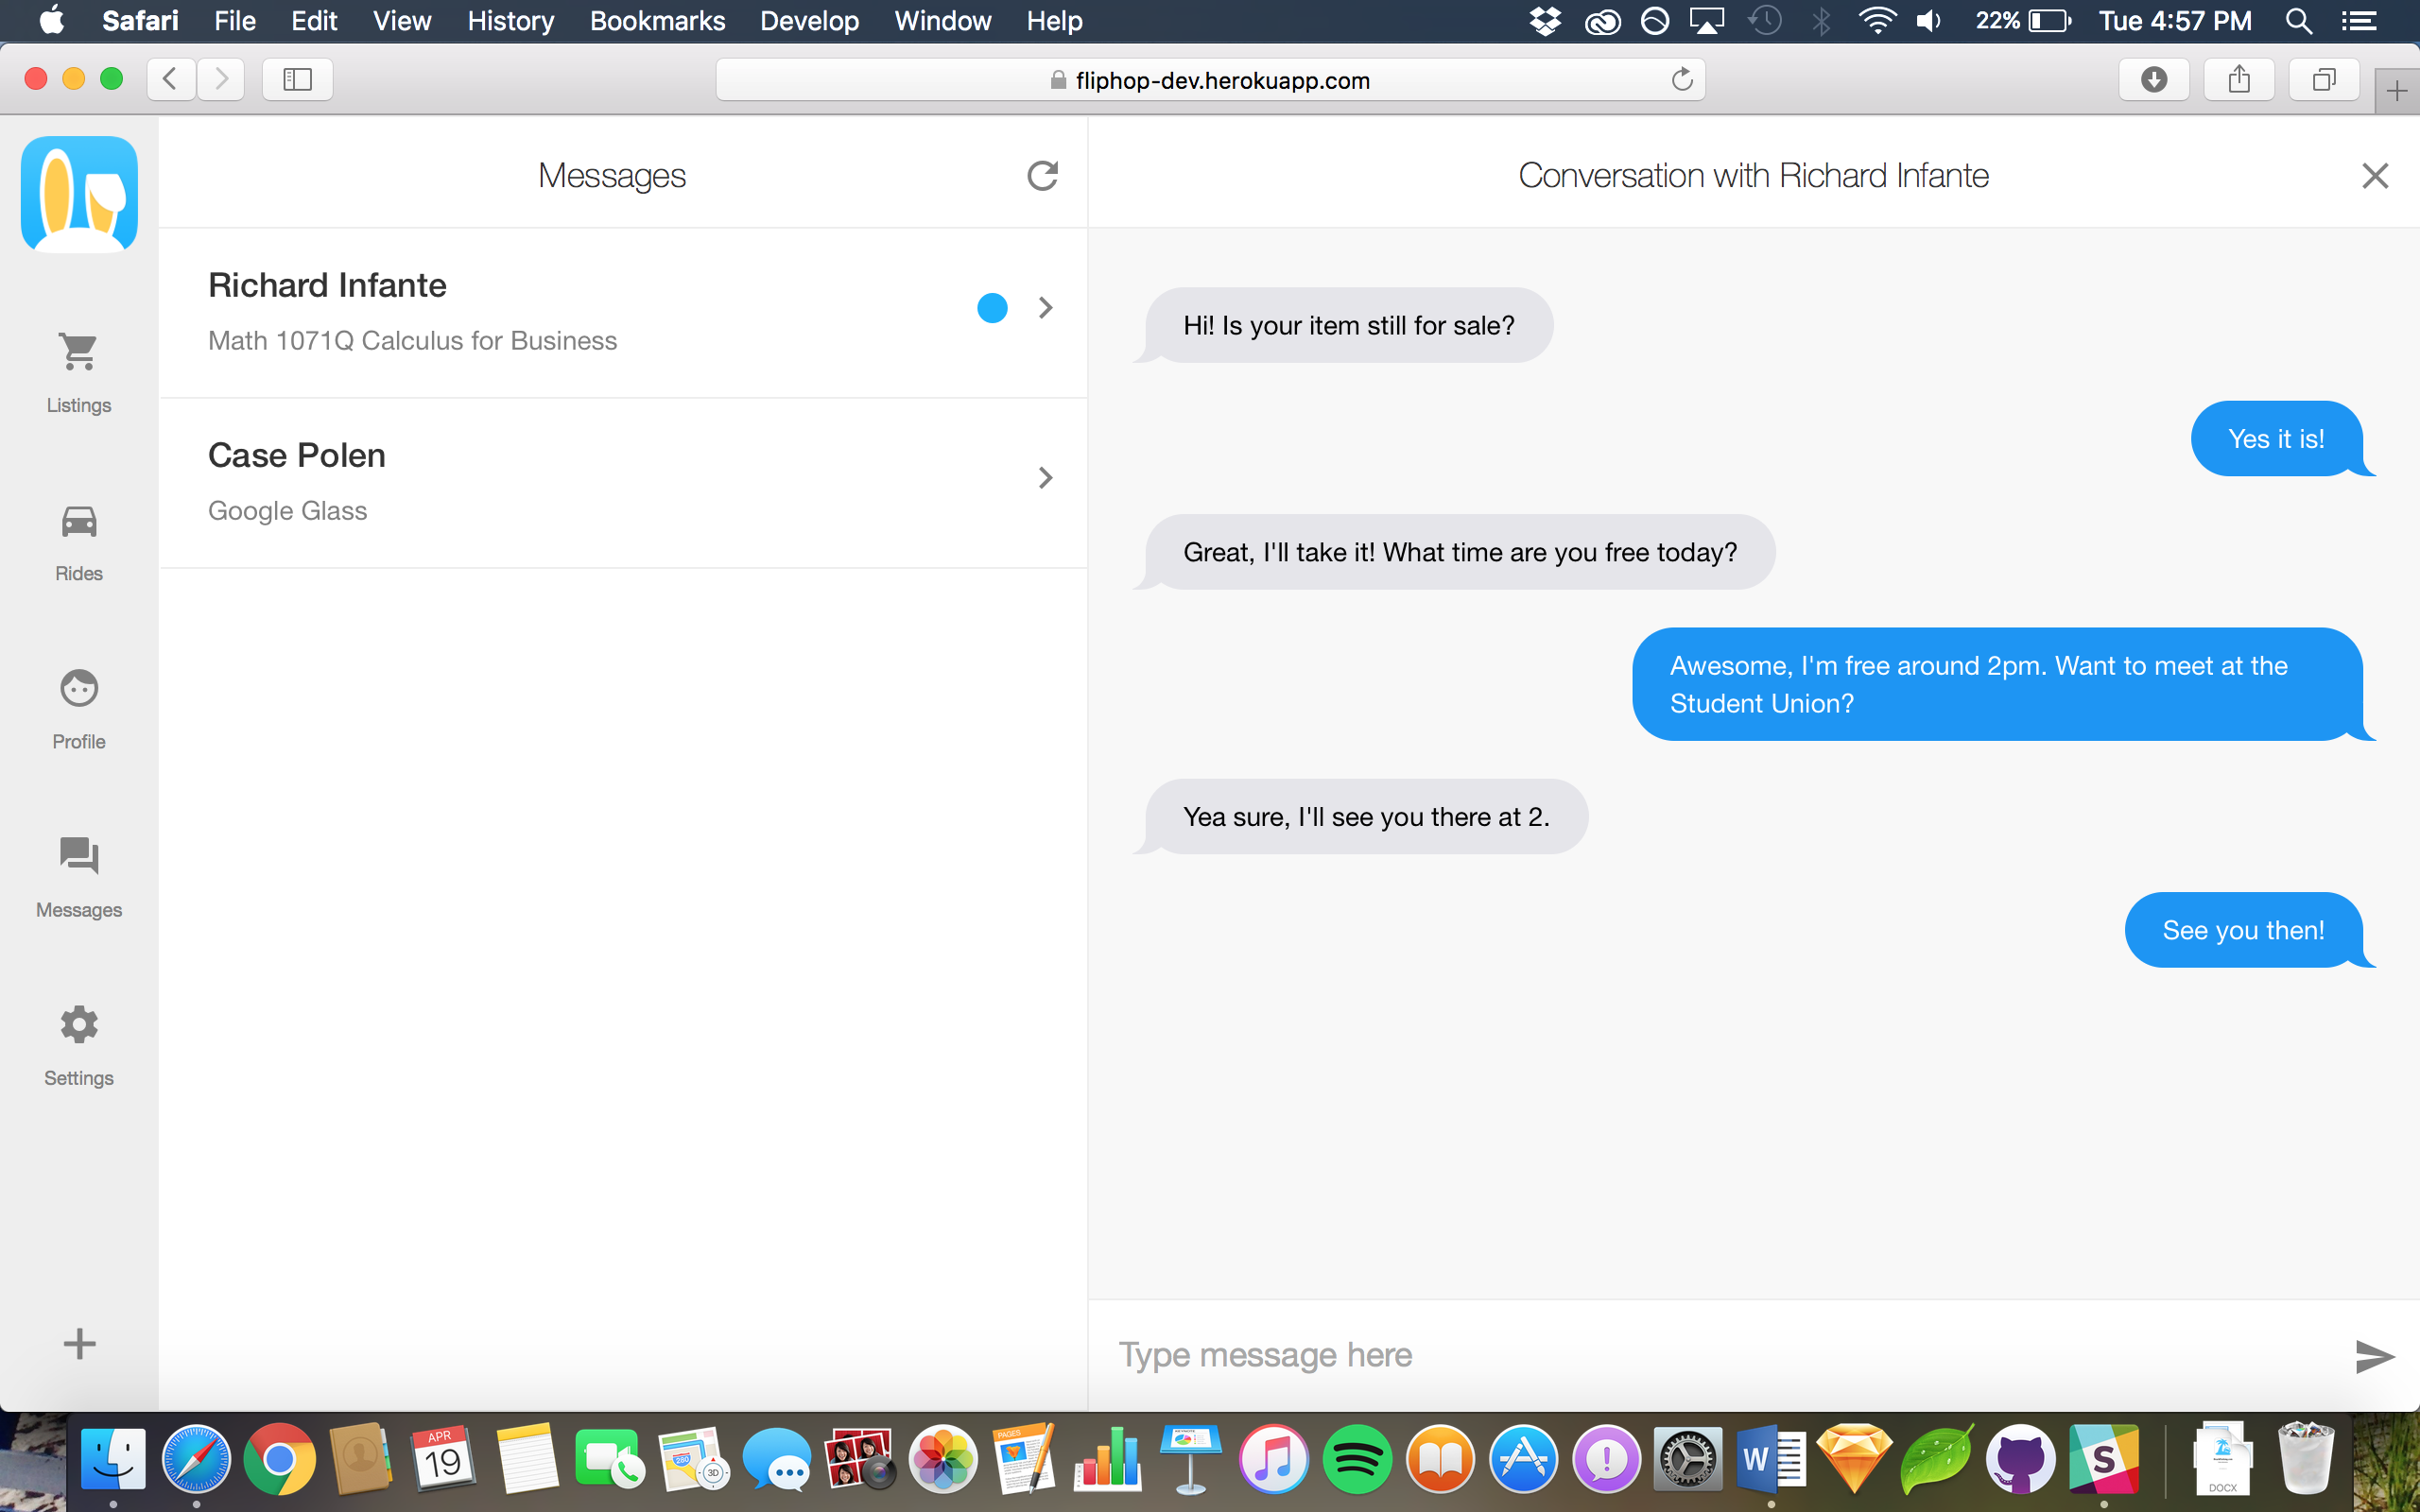 Safari File Edit View History Bookmarks Develop Window Help 22% Tue 4:57 PM
fliphop-dev.herokuapp.com
Messages
Conversation with Richard Infante
Richard Infante
Math 1071Q Calculus for Business
Case Polen
Google Glass
Listings
Rides
Profile
Messages
Settings
Hi! Is your item still for sale?
Yes it is!
Great, I'll take it! What time are you free today?
Awesome, I'm free around 2pm. Want to meet at the
Student Union?
Yea sure, I'll see you there at 2.
See you then!
Type message here
APR
19
280
3D
PAGES
W
S
DOCX